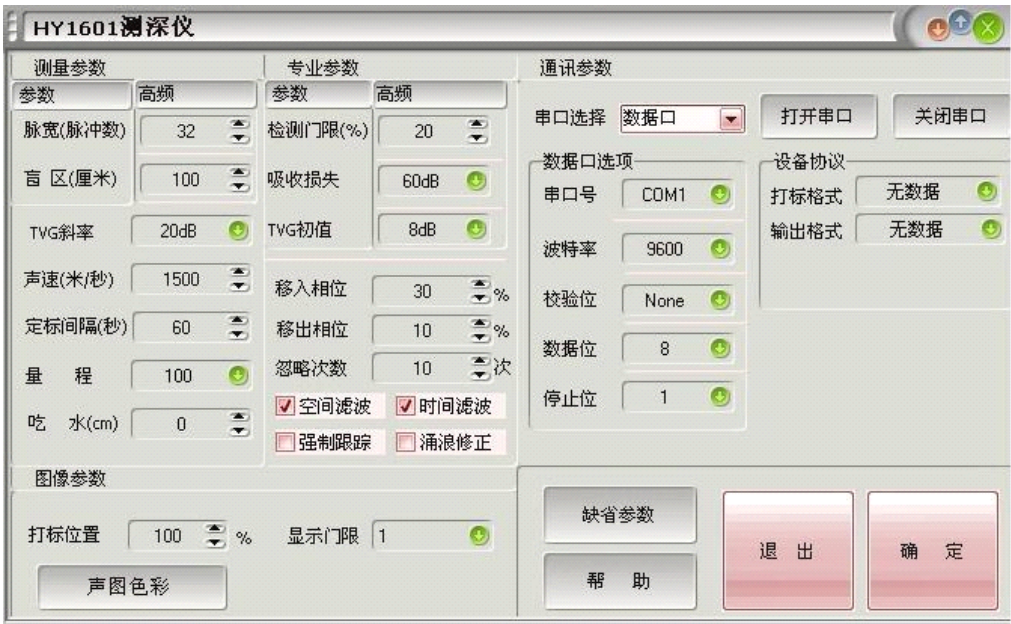 HY1601测深仪
测量参数
参数 高频
脉宽(脉冲数) 32
盲 区(厘米) 100
TVG斜率 20dB
声速(米/秒) 1500
定标间隔(秒) 60
量 程 100
吃 水(cm) 0
专业参数
参数 高频
检测门限(%) 20
吸收损失 60dB
TVG初值 8dB
移入相位 30 %
移出相位 10 %
忽略次数 10 次
空间滤波 时间滤波
强制跟踪 涌浪修正
通讯参数
串口选择 数据口 打开串口 关闭串口
数据口选项
串口号 COM1
波特率 9600
校验位 None
数据位 8
停止位 1
设备协议
打标格式 无数据
输出格式 无数据
图像参数
打标位置 100 % 显示门限 1
声图色彩
缺省参数
帮 助
退 出
确 定